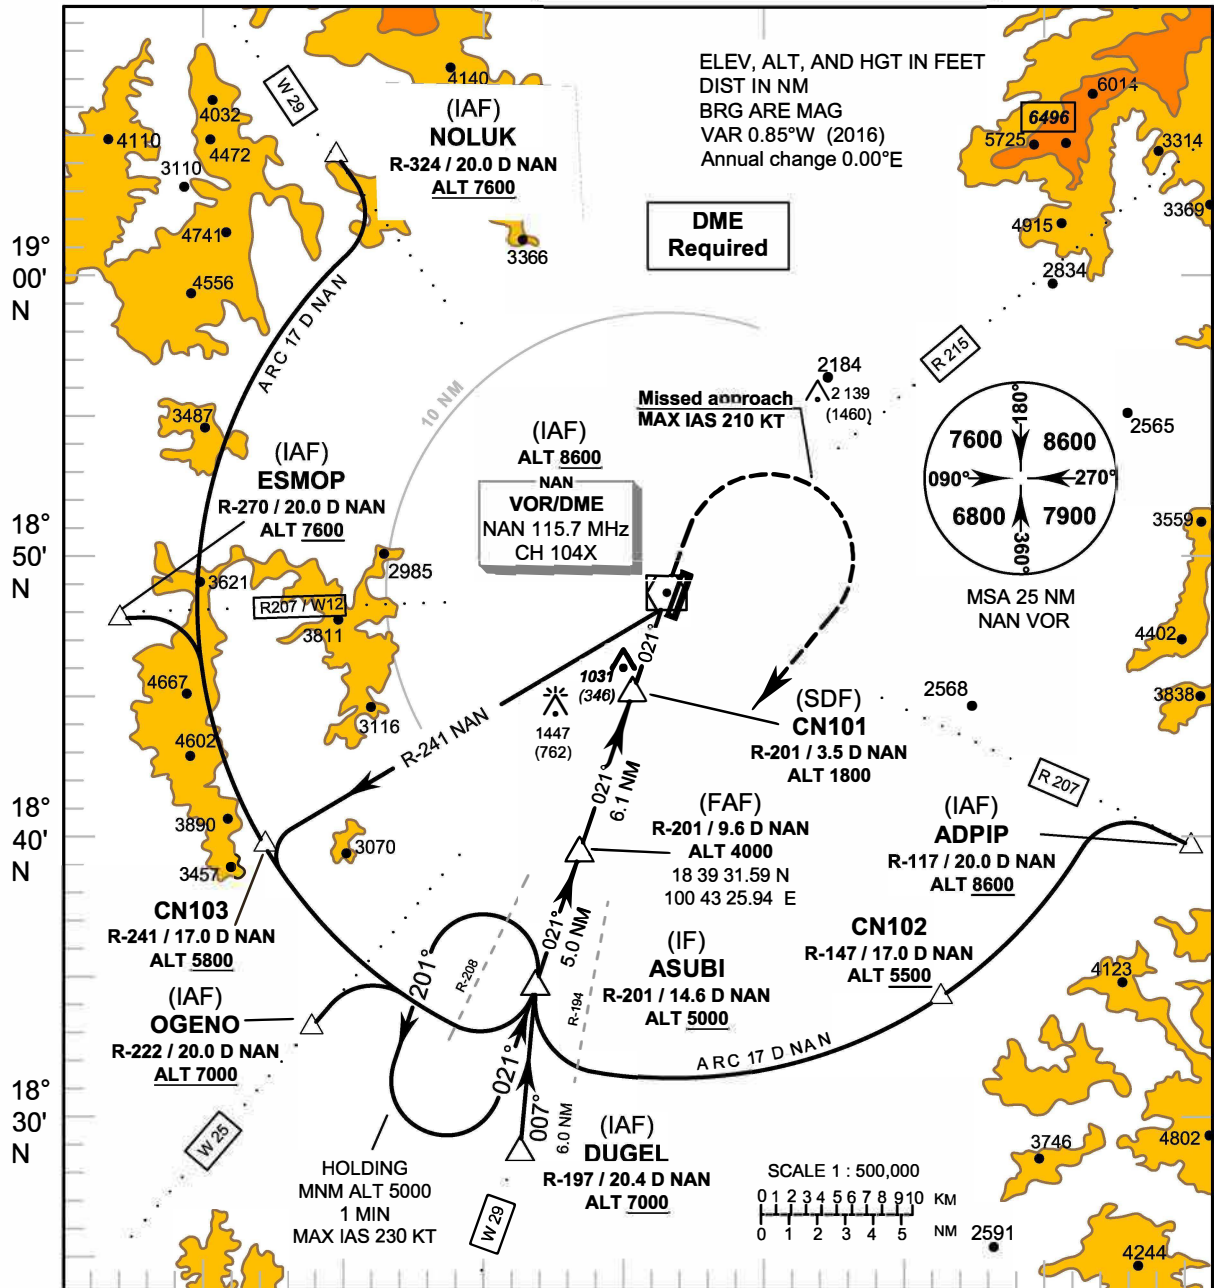 ELEV, ALT, AND HGT IN FEET
DIST IN NM
BRG ARE MAG
VAR 0.85°W (2016)
Annual change 0.00°E
W 29
4140
(IAF)
NOLUK
R-324 / 20.0 D NAN
ALT 7600
4032
4110
4472
3110
4741
4556
3366
6014
6496
5725
3314
3369
4915
2834
DME
Required
19°
00'
N
ARC 17 D NAN
10 NM
R 215
2184
2 139
(1460)
Missed approach
MAX IAS 210 KT
180°
7600
8600
090°
270°
6800
7900
360°
MSA 25 NM
NAN VOR
2565
3487
(IAF)
ESMOP
R-270 / 20.0 D NAN
ALT 7600
(IAF)
ALT 8600
NAN
VOR/DME
NAN 115.7 MHz
CH 104X
18°
50'
N
2985
3621
R207 / W12
3811
3559
4402
3838
4667
4602
3116
R-241 NAN
1031
(346)
1447
(762)
021°
2568
(SDF)
CN101
R-201 / 3.5 D NAN
ALT 1800
R 207
021°
6.1 NM
(FAF)
R-201 / 9.6 D NAN
ALT 4000
18 39 31.59 N
100 43 25.94 E
(IAF)
ADPIP
R-117 / 20.0 D NAN
ALT 8600
18°
40'
N
3890
3457
3070
CN103
R-241 / 17.0 D NAN
ALT 5800
CN102
R-147 / 17.0 D NAN
ALT 5500
021°
5.0 NM
(IF)
ASUBI
R-201 / 14.6 D NAN
ALT 5000
201°
R-208
R-194
4123
(IAF)
OGENO
R-222 / 20.0 D NAN
ALT 7000
ARC 17 D NAN
021°
007°
6.0 NM
18°
30'
N
W 25
(IAF)
DUGEL
R-197 / 20.4 D NAN
ALT 7000
HOLDING
MNM ALT 5000
1 MIN
MAX IAS 230 KT
W 29
3746
4802
SCALE 1 : 500,000
0 1 2 3 4 5 6 7 8 9 10 KM
0 1 2 3 4 5 NM
2591
4244